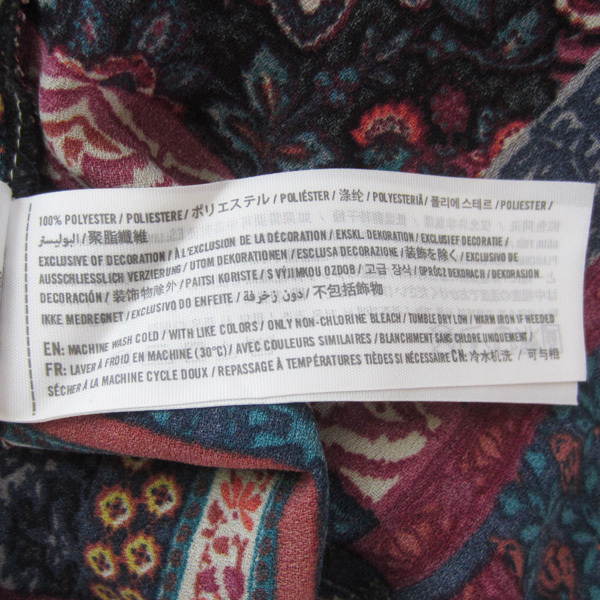 100% POLYESTER / POLIESTERE / ポリエステル / POLIÉSTER / 涤纶 / POLYESTERIÄ / 폴리에스테르 / POLIESTER /
البوليستر / 聚脂纖維
EXCLUSIVE OF DECORATION / À L'EXCLUSION DE LA DÉCORATION / EKSKL. DEKORATION / EXCLUSIEF DECORATIE /
AUSSCHLIESSLICH VERZIERUNG / UTOM DEKORATIONEN / ESCLUSA DECORAZIONE / 装飾を除く / EXCLUSIVO DE
DECORACIÓN / 装饰物除外 / PAITSI KORISTE / S VÝJIMKOU OZDOB / 고급 장식 / OPRÓCZ DEKORACH / DEKORASJON
IKKE MEDREGNET / EXCLUSIVO DO ENFEITE / دون زخرفة / 不包括飾物
EN: MACHINE WASH COLD / WITH LIKE COLORS / ONLY NON-CHLORINE BLEACH / TUMBLE DRY LOW / WARM IRON IF NEEDED
FR: LAVER À FROID EN MACHINE (30°C) / AVEC COULEURS SIMILAIRES / BLANCHIMENT SANS CHLORE UNIQUEMENT /
SÉCHER À LA MACHINE CYCLE DOUX / REPASSAGE À TEMPÉRATURES TIÈDES SI NÉCESSAIRE CN: 冷水机洗 / 可与相